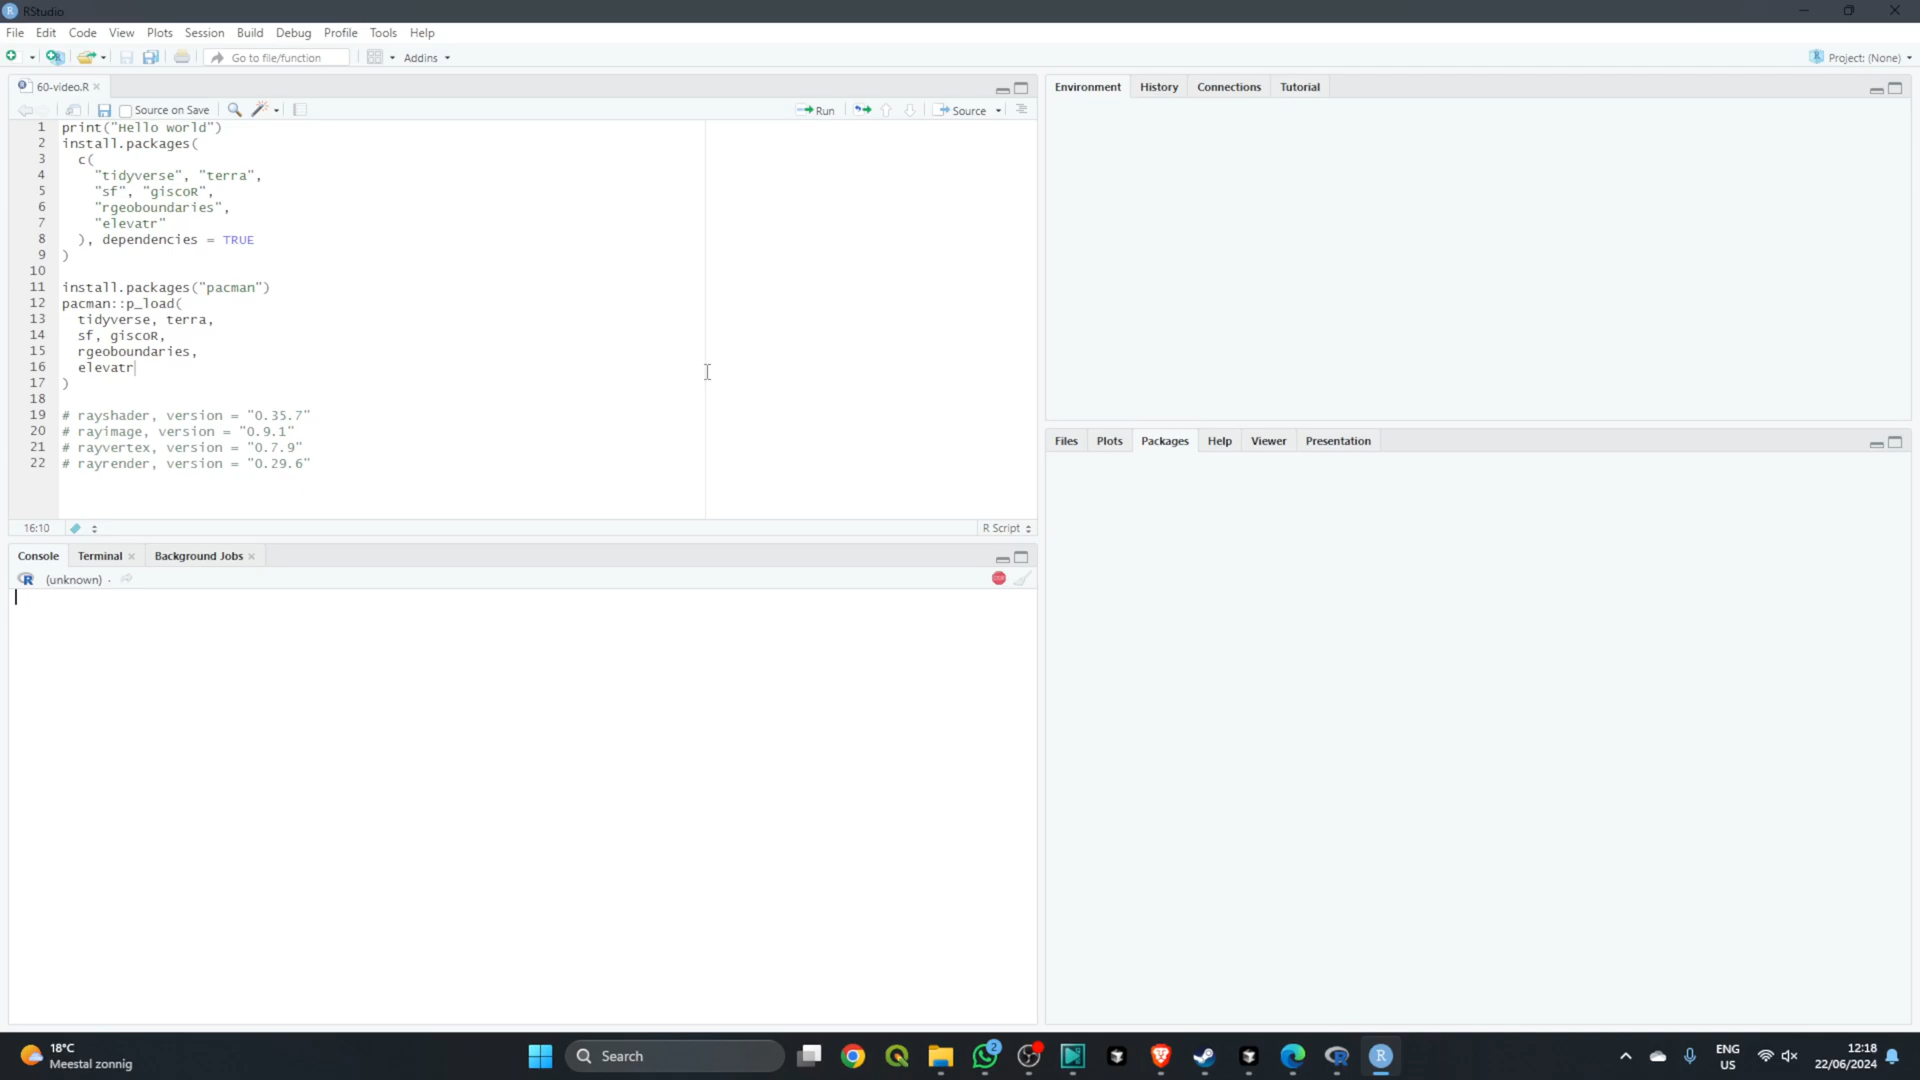 RStudio
File Edit Code View Plots Session Build Debug Profile Tools Help
Go to file/function Addins Project: (None)
60-video.R
Source on Save Run Source
1 print("Hello world")
2 install.packages(
3 c(
4 "tidyverse", "terra",
5 "sf", "giscoR",
6 "rgeoboundaries",
7 "elevatr"
8 ), dependencies = TRUE
9 )
10
11 install.packages("pacman")
12 pacman::p_load(
13 tidyverse, terra,
14 sf, giscoR,
15 rgeoboundaries,
16 elevatr
17 )
18
19 # rayshader, version = "0.35.7"
20 # rayimage, version = "0.9.1"
21 # rayvertex, version = "0.7.9"
22 # rayrender, version = "0.29.6"
16:10 R Script
Console Terminal Background Jobs
R (unknown) ·
STOP
Environment History Connections Tutorial
Files Plots Packages Help Viewer Presentation
18°C
Meestal zonnig
Search
2
ENG
US
12:18
22/06/2024